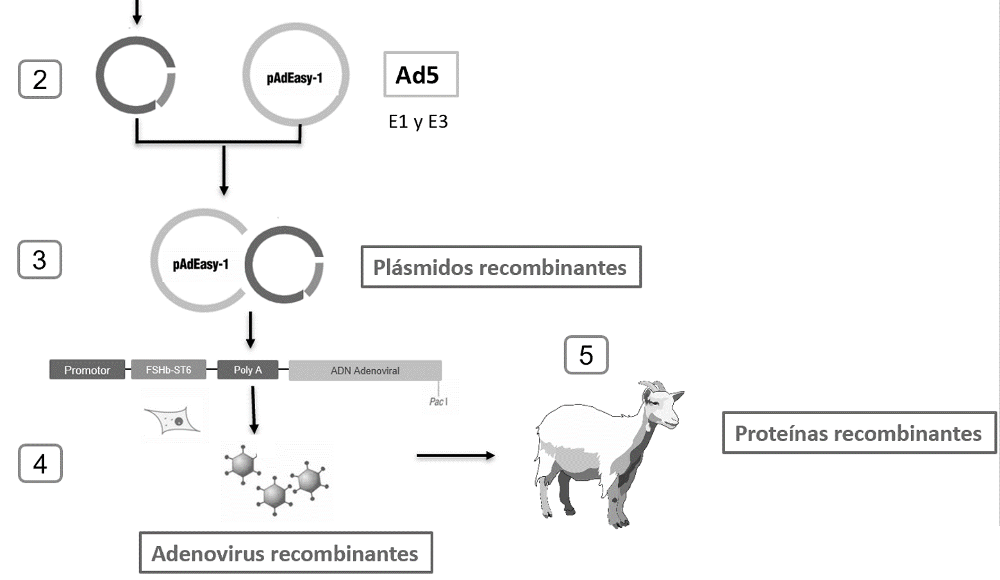 2
pAdEasy-1
Ad5
E1 y E3
3
pAdEasy-1
Plásmidos recombinantes
5
Promotor
FSHb-ST6
Poly A
ADN Adenoviral
Pac I
Proteínas recombinantes
4
Adenovirus recombinantes